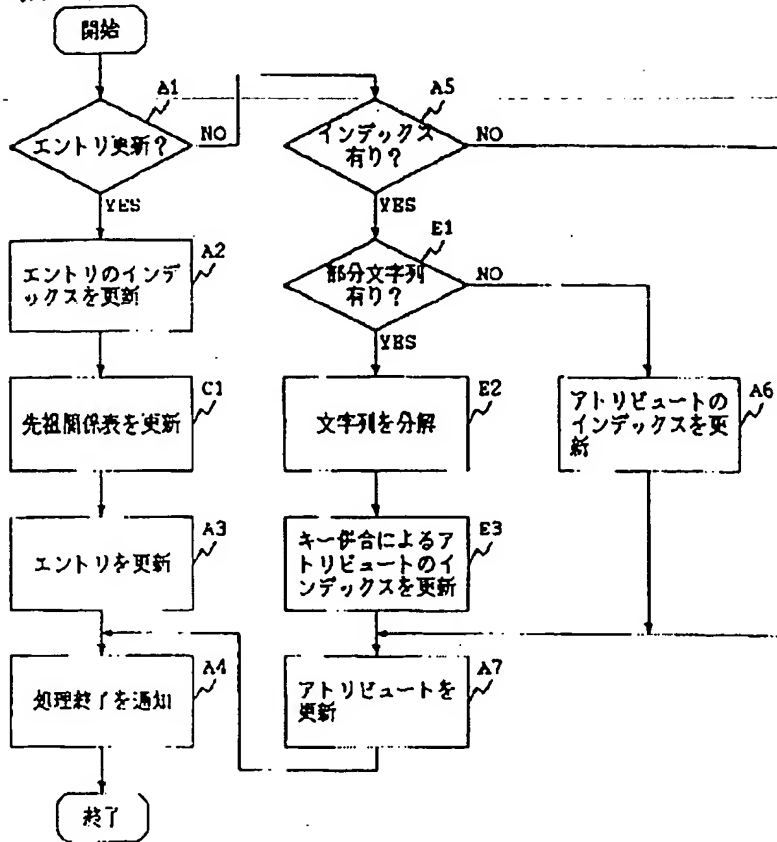 開始
A1
エントリ更新?
NO
YES
A2
エントリのインデ
ックスを更新
C1
先祖関係表を更新
A3
エントリを更新
A4
処理終了を通知
終了
A5
インデックス
有り?
NO
YES
E1
部分文字列
有り?
NO
YES
E2
文字列を分解
E3
キー併合によるア
トリビュートのイ
ンデックスを更新
A7
アトリビュートを
更新
A6
アトリビュートの
インデックスを更
新